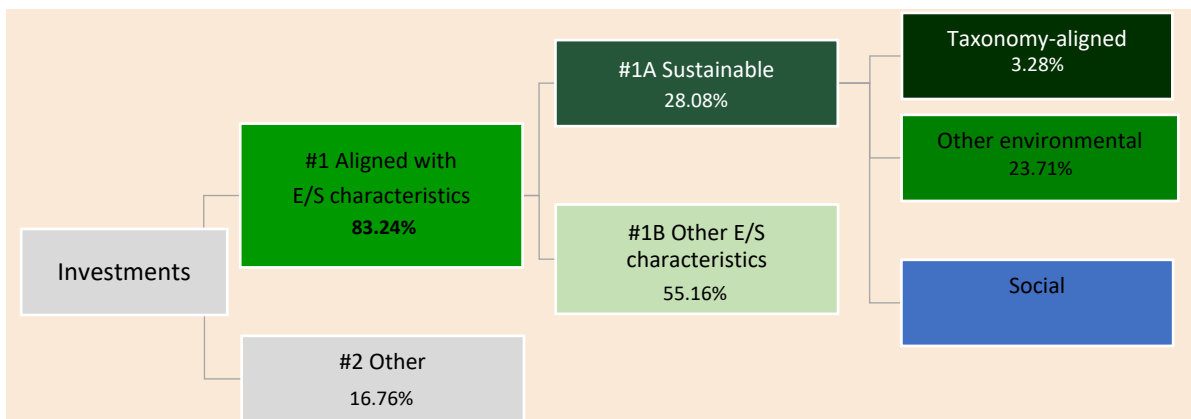 Investments
#1 Aligned with
E/S characteristics
83.24%
#2 Other
16.76%
#1A Sustainable
28.08%
#1B Other E/S
characteristics
55.16%
Taxonomy-aligned
3.28%
Other environmental
23.71%
Social